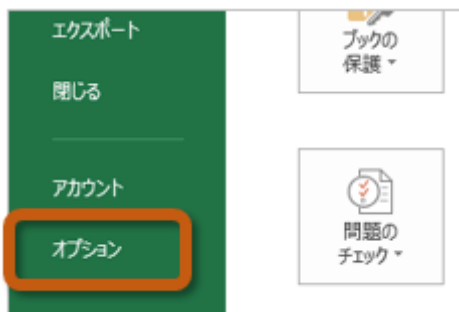 エクスポート
閉じる
アカウント
オプション
ブックの
保護
問題の
チェック